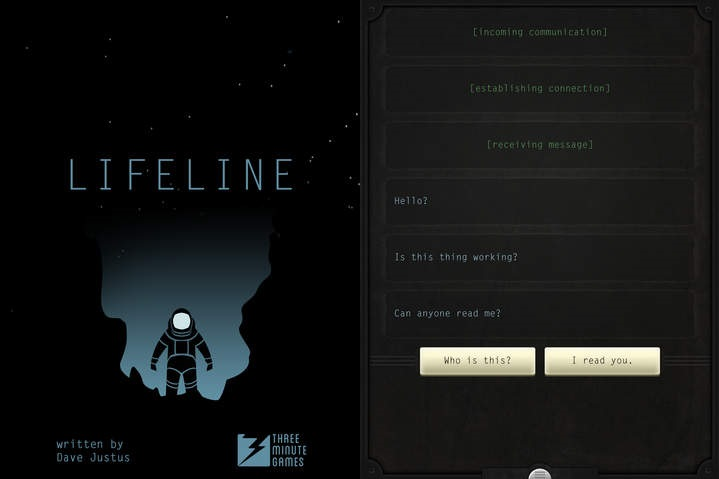 LIFELINE
written by
Dave Justus
THREE
MINUTE
GAMES
[incoming communication]
[establishing connection]
[receiving message]
Hello?
Is this thing working?
Can anyone read me?
Who is this?
I read you.